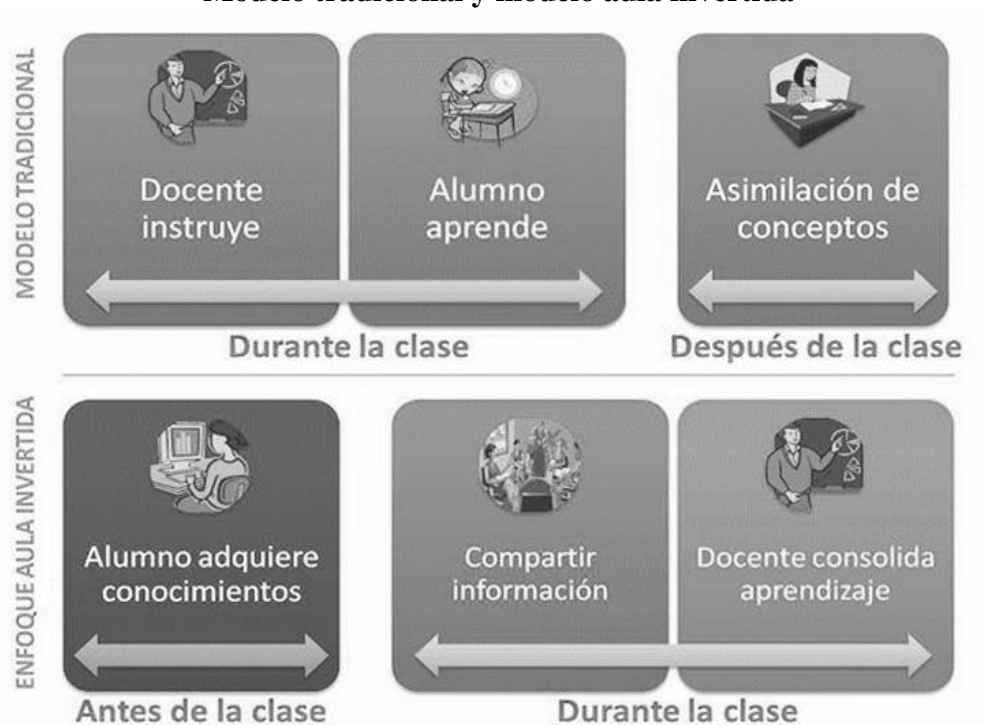 Modelo tradicional y modelo aula invertida
MODELO TRADICIONAL
Docente
instruye
Alumno
aprende
Asimilación de
conceptos
Durante la clase
Después de la clase
ENFOQUE AULA INVERTIDA
Alumno adquiere
conocimientos
Compartir
información
Docente consolida
aprendizaje
Antes de la clase
Durante la clase